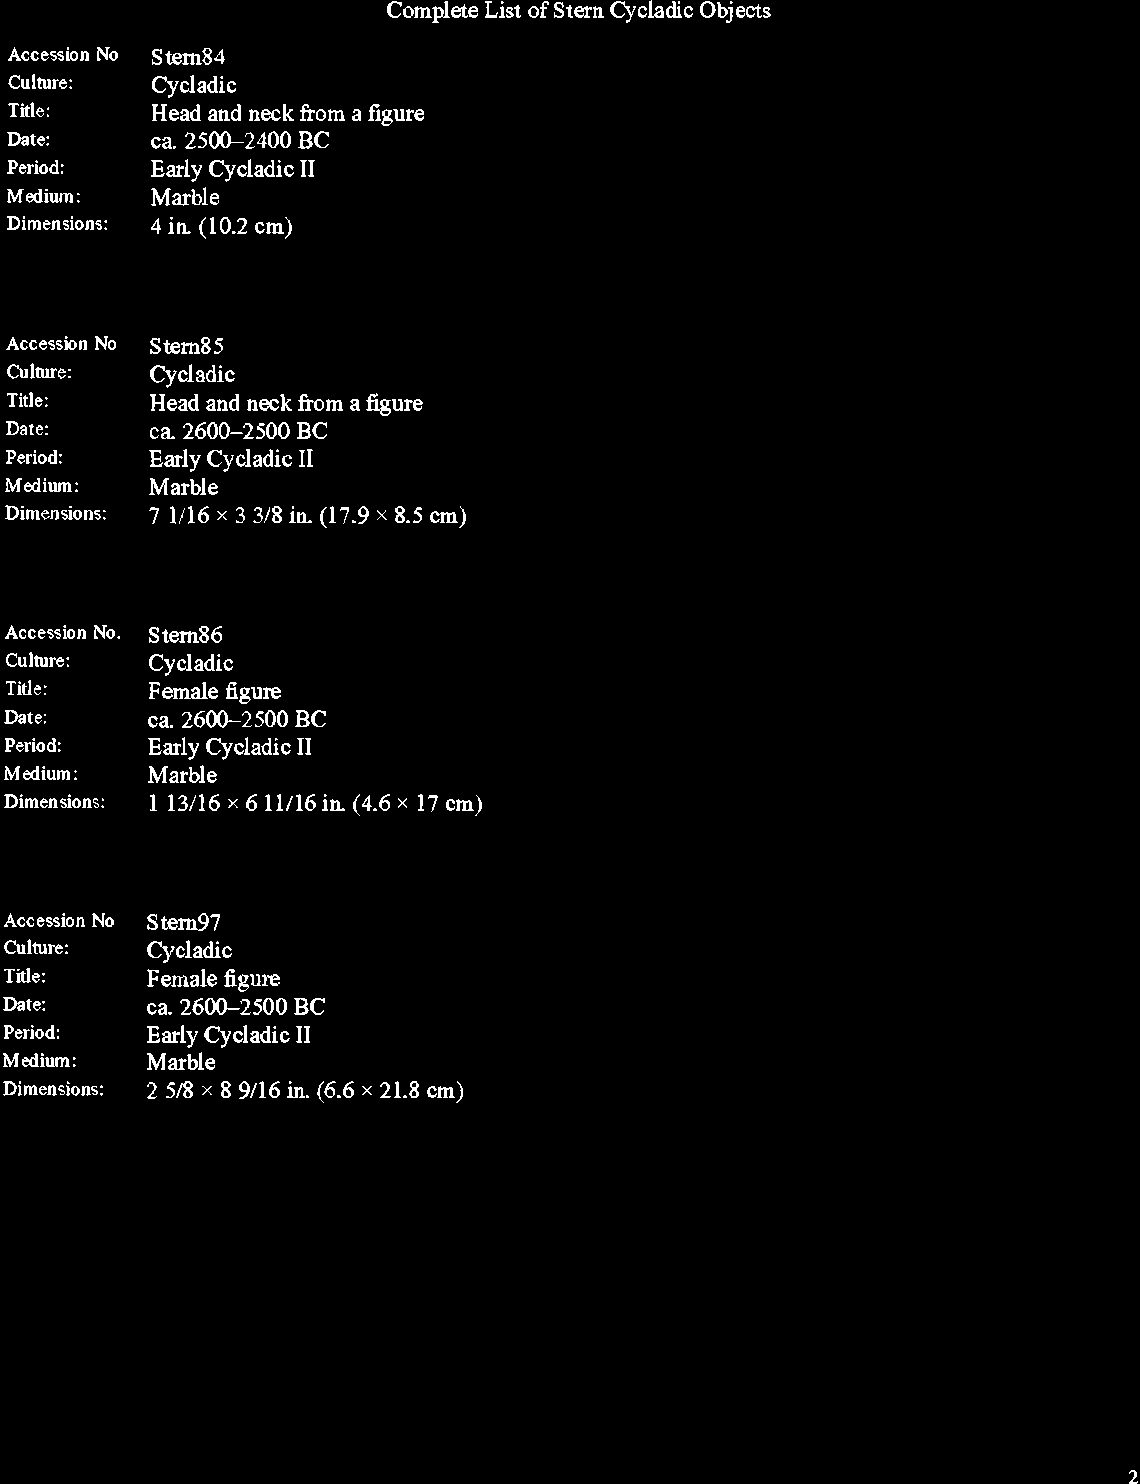 Complete List of Stern Cycladic Objects
Accession No Stern84
Culture: Cycladic
Title: Head and neck from a figure
Date: ca. 2500–2400 BC
Period: Early Cycladic II
Medium: Marble
Dimensions: 4 in. (10.2 cm)
Accession No Stern85
Culture: Cycladic
Title: Head and neck from a figure
Date: ca. 2600–2500 BC
Period: Early Cycladic II
Medium: Marble
Dimensions: 7 1/16 × 3 3/8 in. (17.9 × 8.5 cm)
Accession No. Stern86
Culture: Cycladic
Title: Female figure
Date: ca. 2600–2500 BC
Period: Early Cycladic II
Medium: Marble
Dimensions: 1 13/16 × 6 11/16 in. (4.6 × 17 cm)
Accession No Stern97
Culture: Cycladic
Title: Female figure
Date: ca. 2600–2500 BC
Period: Early Cycladic II
Medium: Marble
Dimensions: 2 5/8 × 8 9/16 in. (6.6 × 21.8 cm)
2